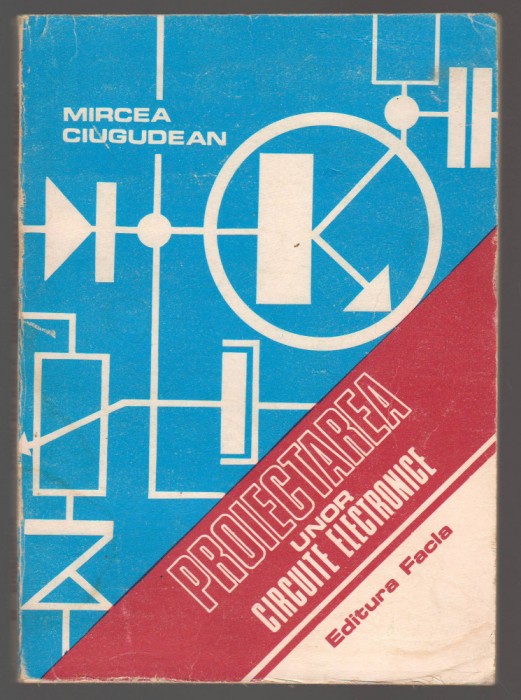 MIRCEA
CIUGUDEAN
PROIECTAREA
UNOR
CIRCUITE ELECTRONICE
Editura Facla